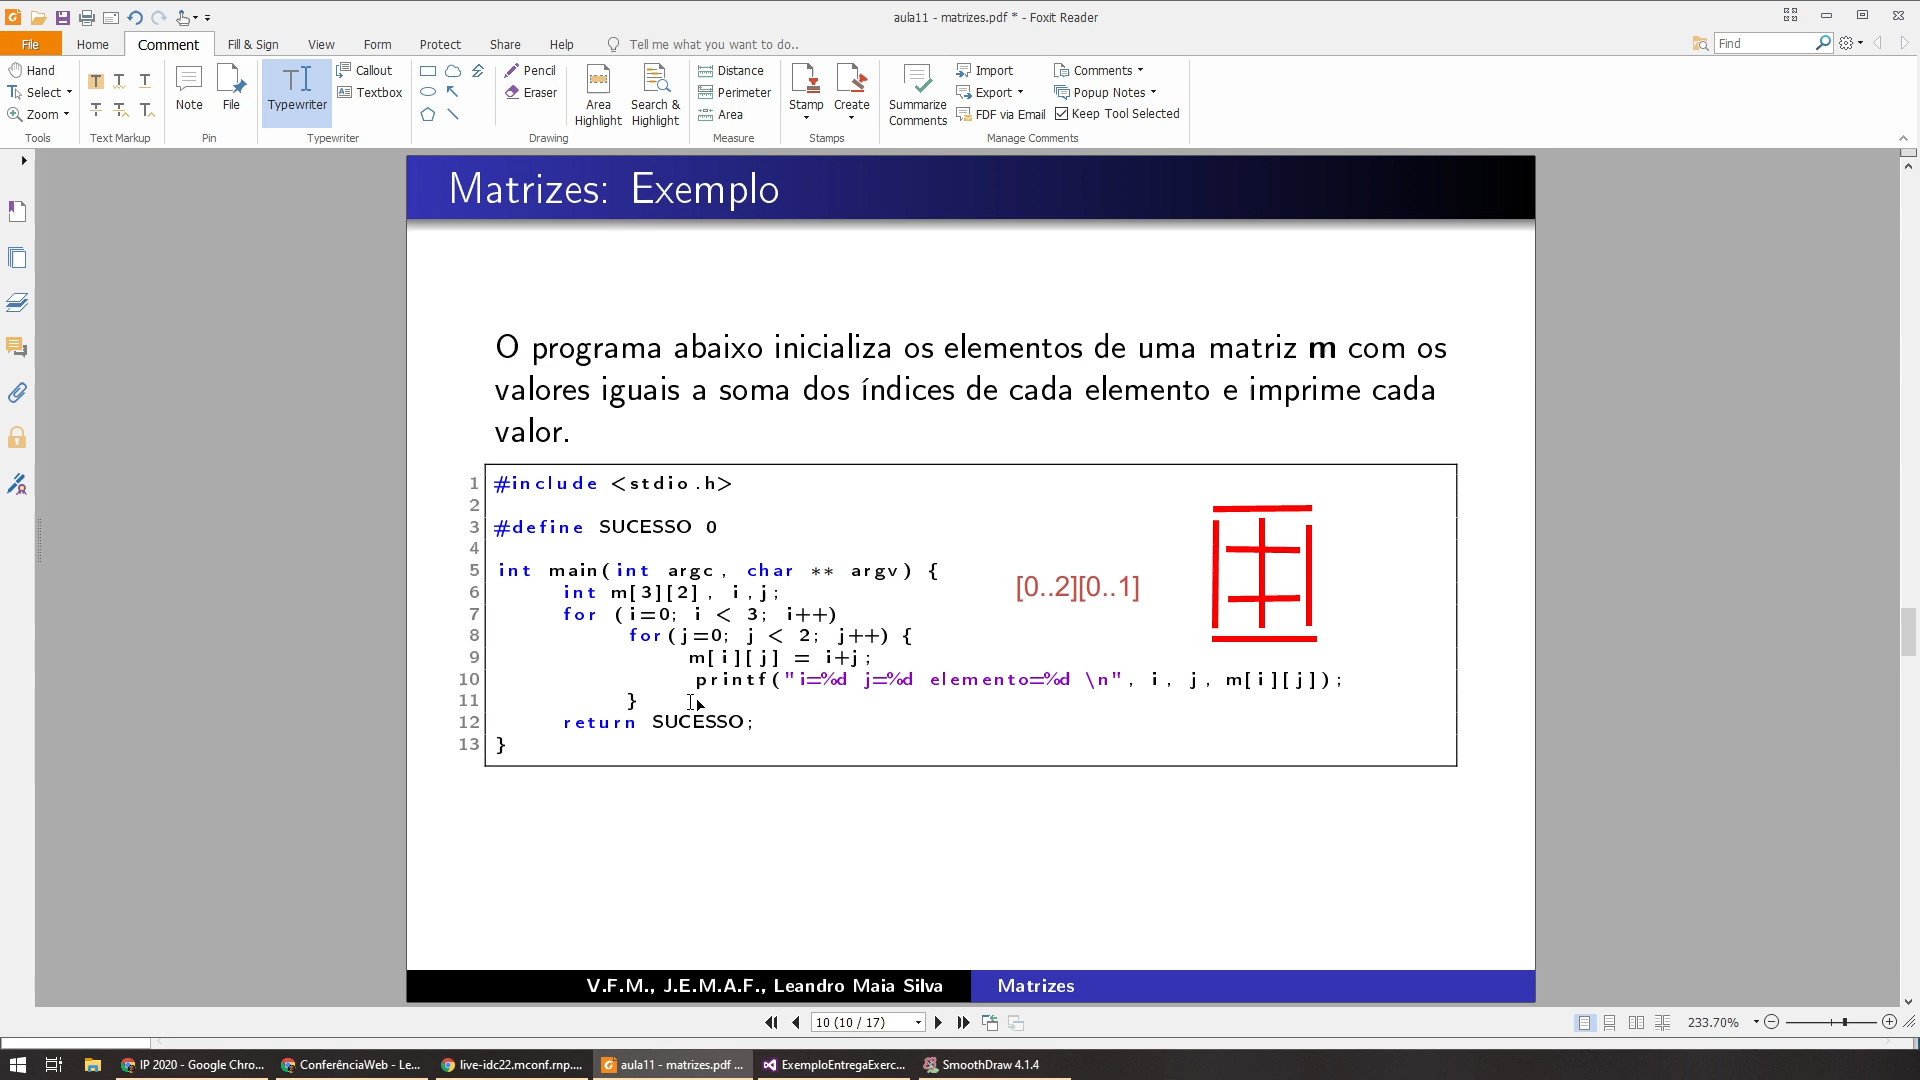 aula11 - matrizes.pdf * - Foxit Reader
File Home Comment Fill & Sign View Form Protect Share Help Tell me what you want to do.. Find
Hand
Select
Zoom
Tools
Text Markup
Note
File
Pin
Typewriter
Callout
Textbox
Typewriter
Pencil
Eraser
Area Highlight
Search & Highlight
Drawing
Distance
Perimeter
Area
Measure
Stamp
Create
Stamps
Summarize Comments
Import
Export
FDF via Email
Comments
Popup Notes
Keep Tool Selected
Manage Comments
Matrizes: Exemplo
O programa abaixo inicializa os elementos de uma matriz m com os
valores iguais a soma dos índices de cada elemento e imprime cada
valor.
1 #include <stdio.h>
2
3 #define SUCESSO 0
4
5 int main(int argc, char ** argv) {
6 int m[3][2], i,j;
7 for (i=0; i < 3; i++)
8 for(j=0; j < 2; j++) {
9 m[i][j] = i+j;
10 printf("i=%d j=%d elemento=%d \n", i, j, m[i][j]);
11 }
12 return SUCESSO;
13 }
[0..2][0..1]
V.F.M., J.E.M.A.F., Leandro Maia Silva Matrizes
10 (10 / 17) 233.70%
IP 2020 - Google Chro... ConferênciaWeb - Le... live-idc22.mconf.rnp.... aula11 - matrizes.pdf ... ExemploEntregaExerc... SmoothDraw 4.1.4